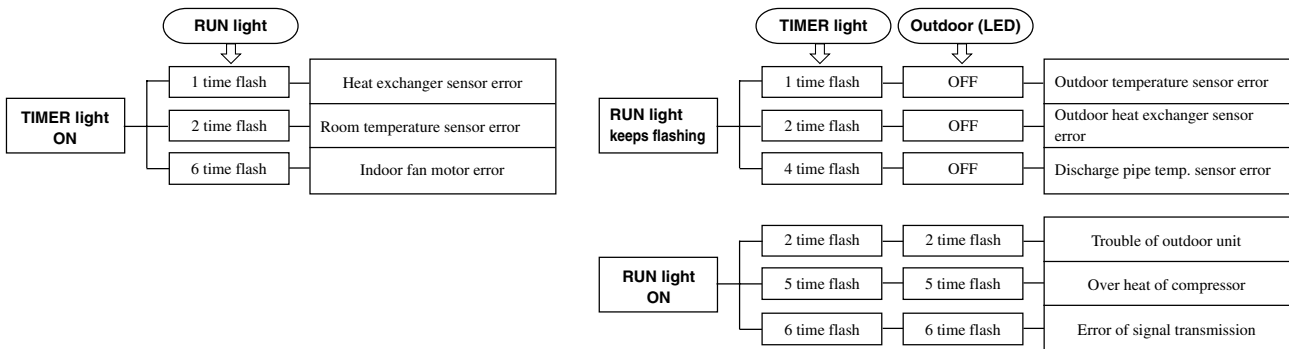 RUN light
1 time flash
Heat exchanger sensor error
TIMER light
ON
2 time flash
Room temperature sensor error
6 time flash
Indoor fan motor error
TIMER light
Outdoor (LED)
1 time flash
OFF
Outdoor temperature sensor error
RUN light
keeps flashing
2 time flash
OFF
Outdoor heat exchanger sensor
error
4 time flash
OFF
Discharge pipe temp. sensor error
2 time flash
2 time flash
Trouble of outdoor unit
RUN light
ON
5 time flash
5 time flash
Over heat of compressor
6 time flash
6 time flash
Error of signal transmission